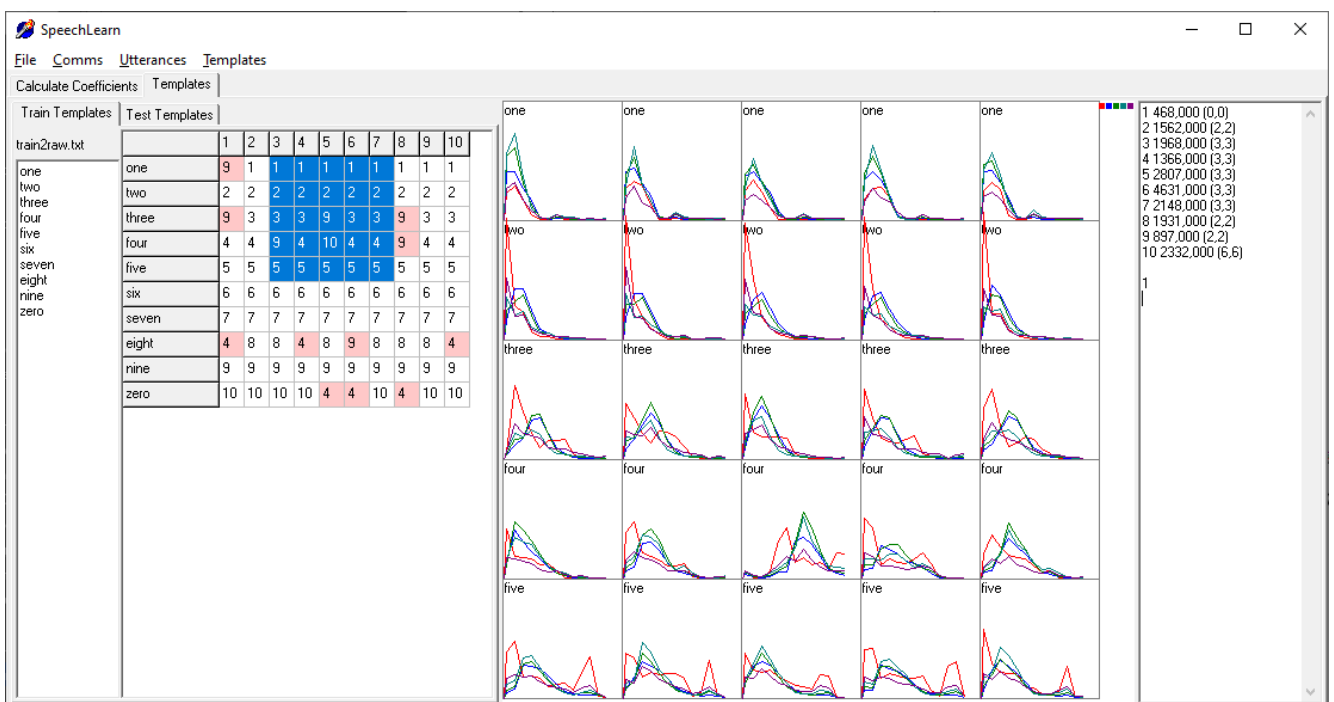 SpeechLearn
File Comms Utterances Templates
Calculate Coefficients Templates
Train Templates Test Templates
train2raw.txt
one
two
three
four
five
six
seven
eight
nine
zero
1 2 3 4 5 6 7 8 9 10
one 9 1 1 1 1 1 1 1 1 1
two 2 2 2 2 2 2 2 2 2 2
three 9 3 3 3 9 3 3 9 3 3
four 4 4 9 4 10 4 4 9 4 4
five 5 5 5 5 5 5 5 5 5 5
six 6 6 6 6 6 6 6 6 6 6
seven 7 7 7 7 7 7 7 7 7 7
eight 4 8 8 4 8 9 8 8 8 4
nine 9 9 9 9 9 9 9 9 9 9
zero 10 10 10 10 4 4 10 4 10 10
one one one one one
two two two two two
three three three three three
four four four four four
five five five five five
1 468,000 (0,0)
2 1562,000 (2,2)
3 1968,000 (3,3)
4 1366,000 (3,3)
5 2807,000 (3,3)
6 4631,000 (3,3)
7 2148,000 (3,3)
8 1931,000 (2,2)
9 897,000 (2,2)
10 2332,000 (6,6)
1